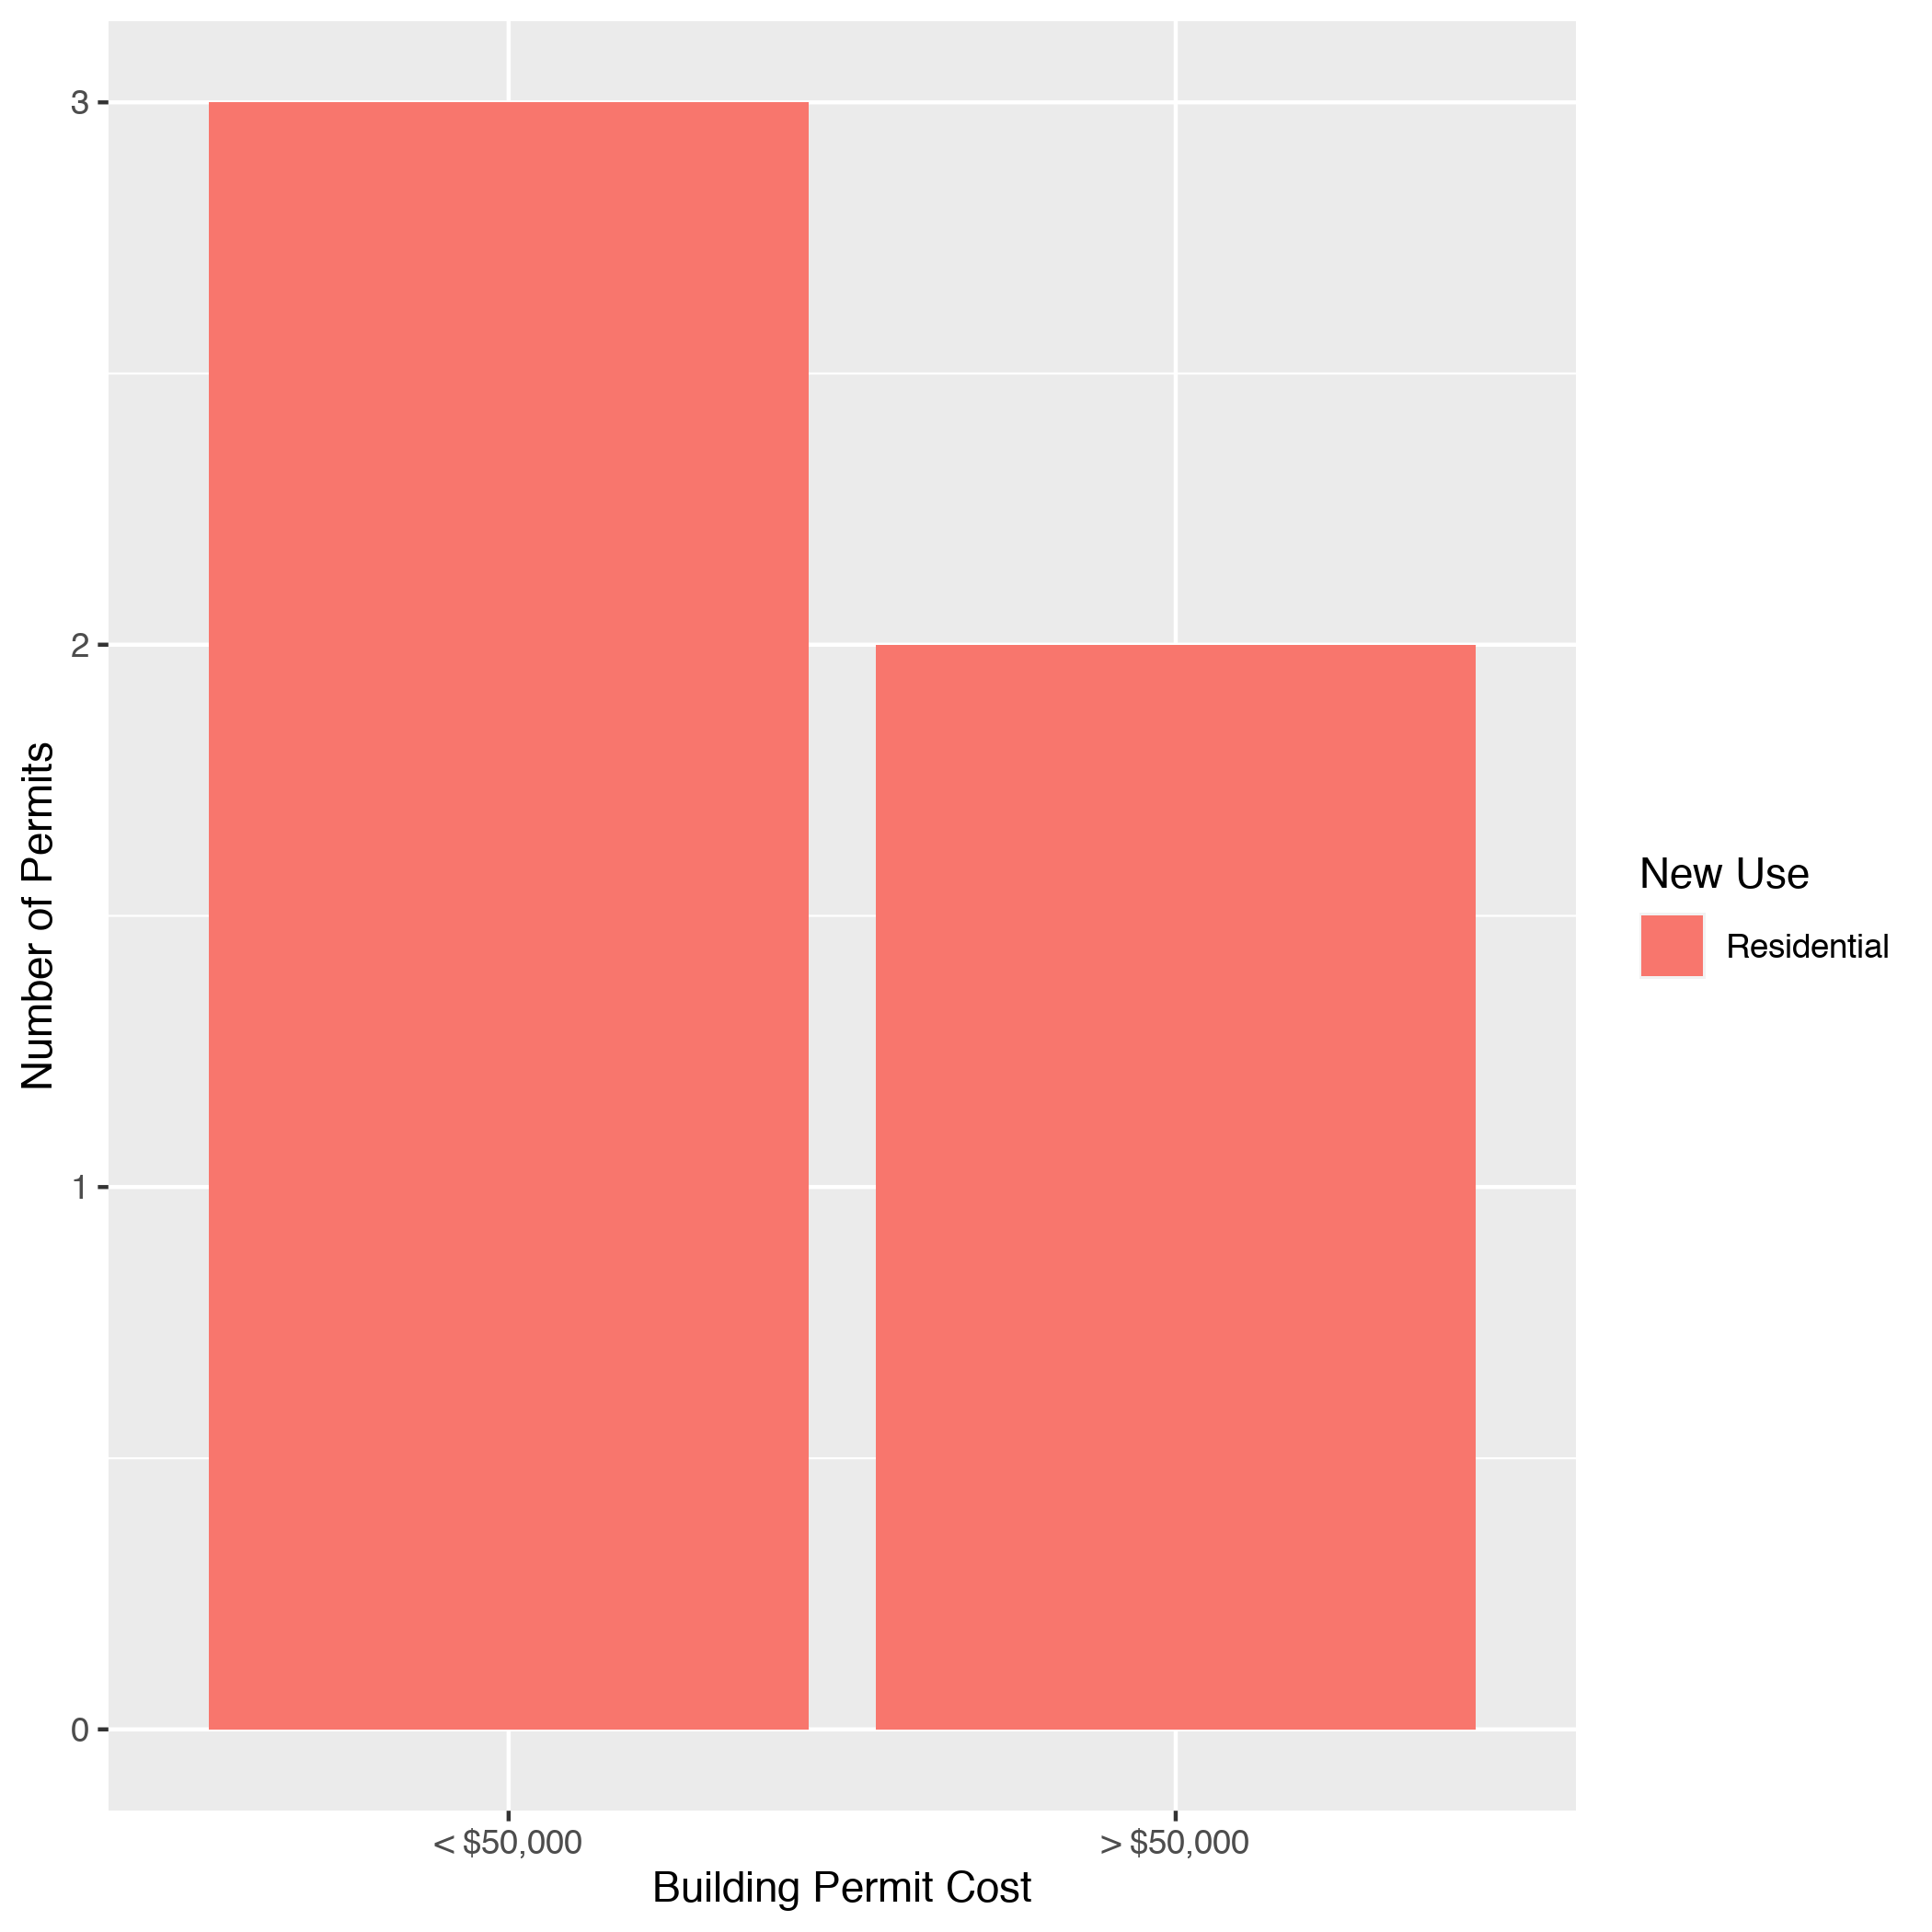 3
2
1
0
Number of Permits
< $50,000
> $50,000
Building Permit Cost
New Use
Residential